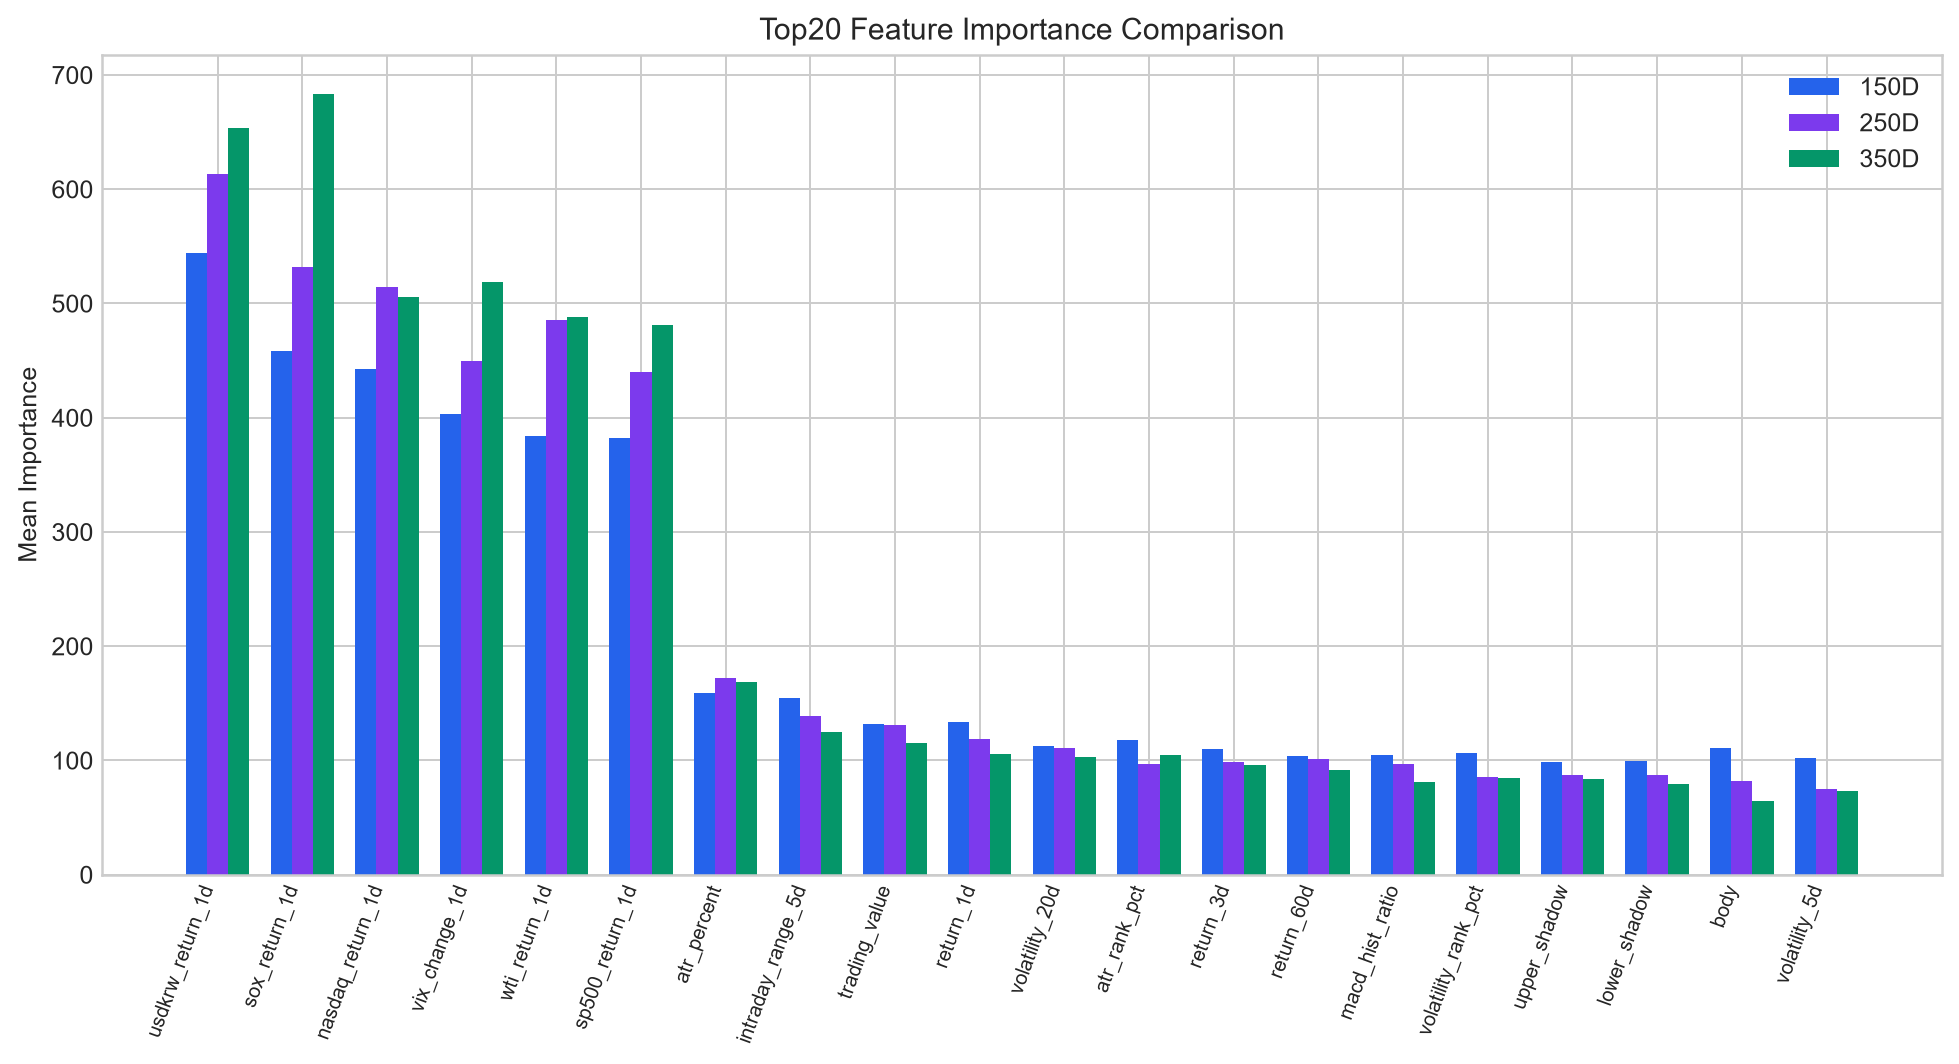 Top20 Feature Importance Comparison
150D
250D
350D
Mean Importance
700
600
500
400
300
200
100
0
usdkrw_return_1d
sox_return_1d
nasdaq_return_1d
vix_change_1d
wti_return_1d
sp500_return_1d
atr_percent
intraday_range_5d
trading_value
return_1d
volatility_20d
atr_rank_pct
return_3d
return_60d
macd_hist_ratio
volatility_rank_pct
upper_shadow
lower_shadow
body
volatility_5d